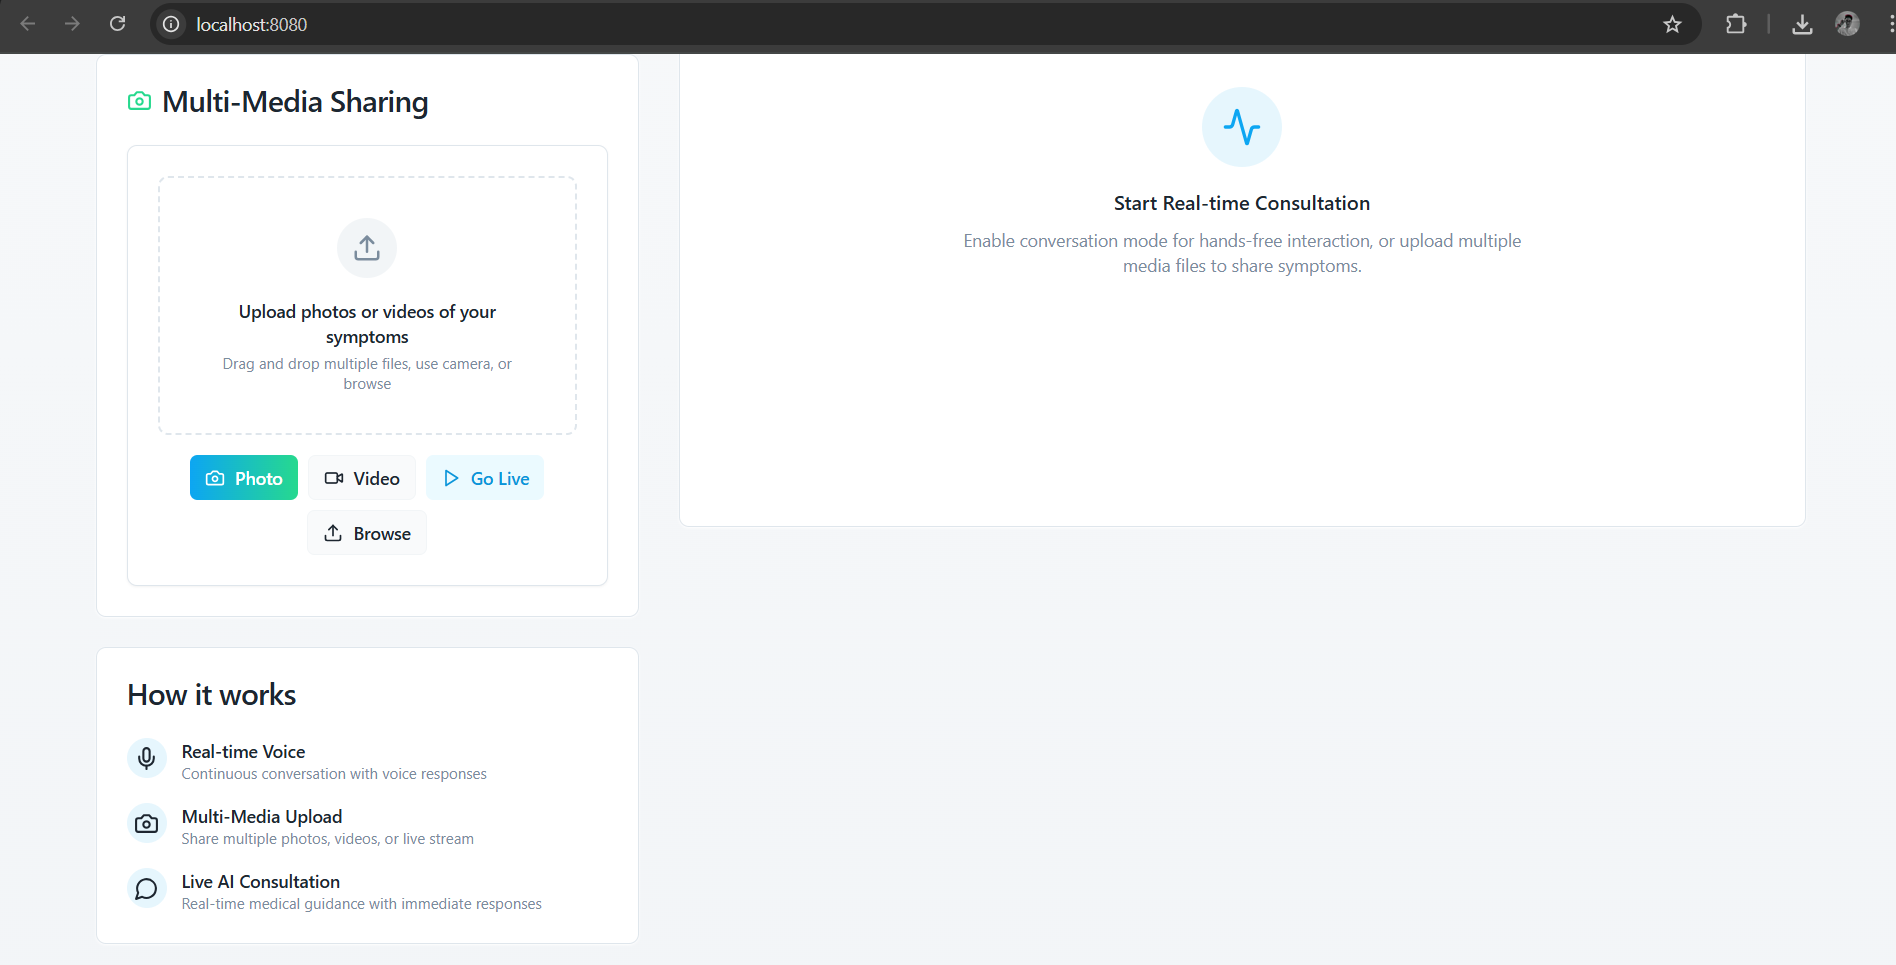 localhost:8080
Multi-Media Sharing
Upload photos or videos of your
symptoms
Drag and drop multiple files, use camera, or
browse
Photo
Video
Go Live
Browse
How it works
Real-time Voice
Continuous conversation with voice responses
Multi-Media Upload
Share multiple photos, videos, or live stream
Live AI Consultation
Real-time medical guidance with immediate responses
Start Real-time Consultation
Enable conversation mode for hands-free interaction, or upload multiple
media files to share symptoms.